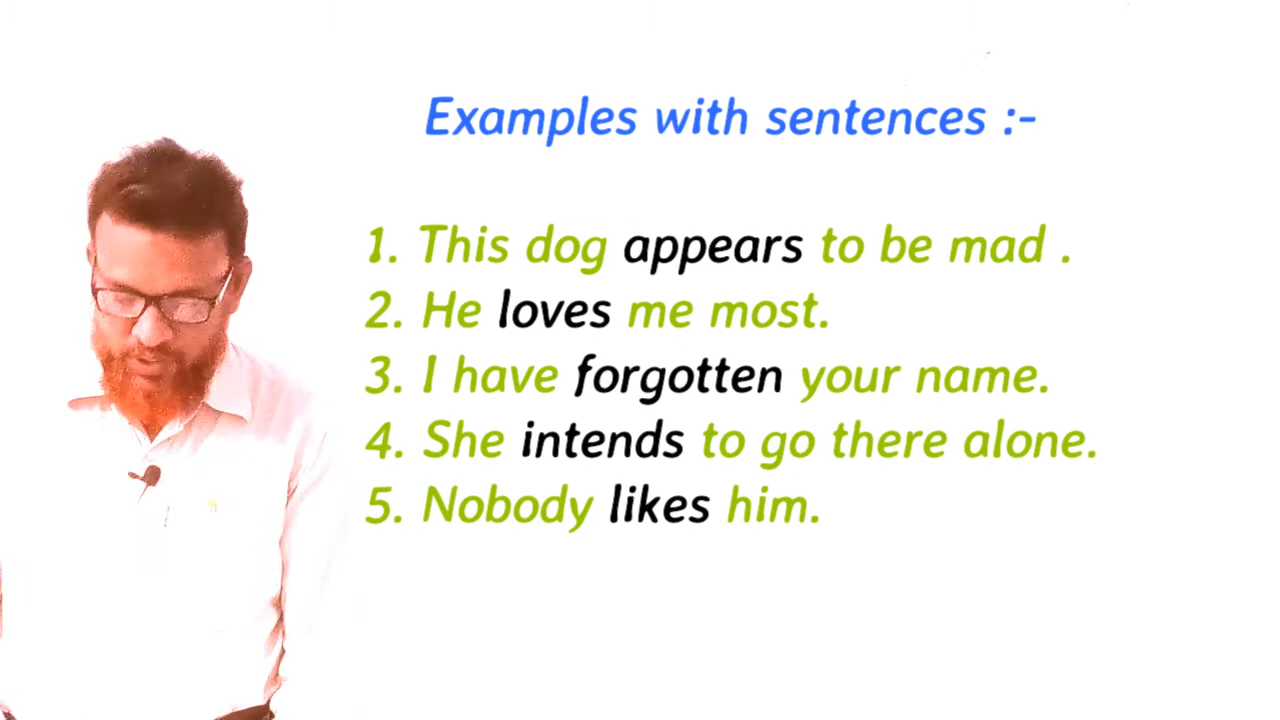 Examples with sentences :-
1. This dog appears to be mad .
2. He loves me most.
3. I have forgotten your name.
4. She intends to go there alone.
5. Nobody likes him.